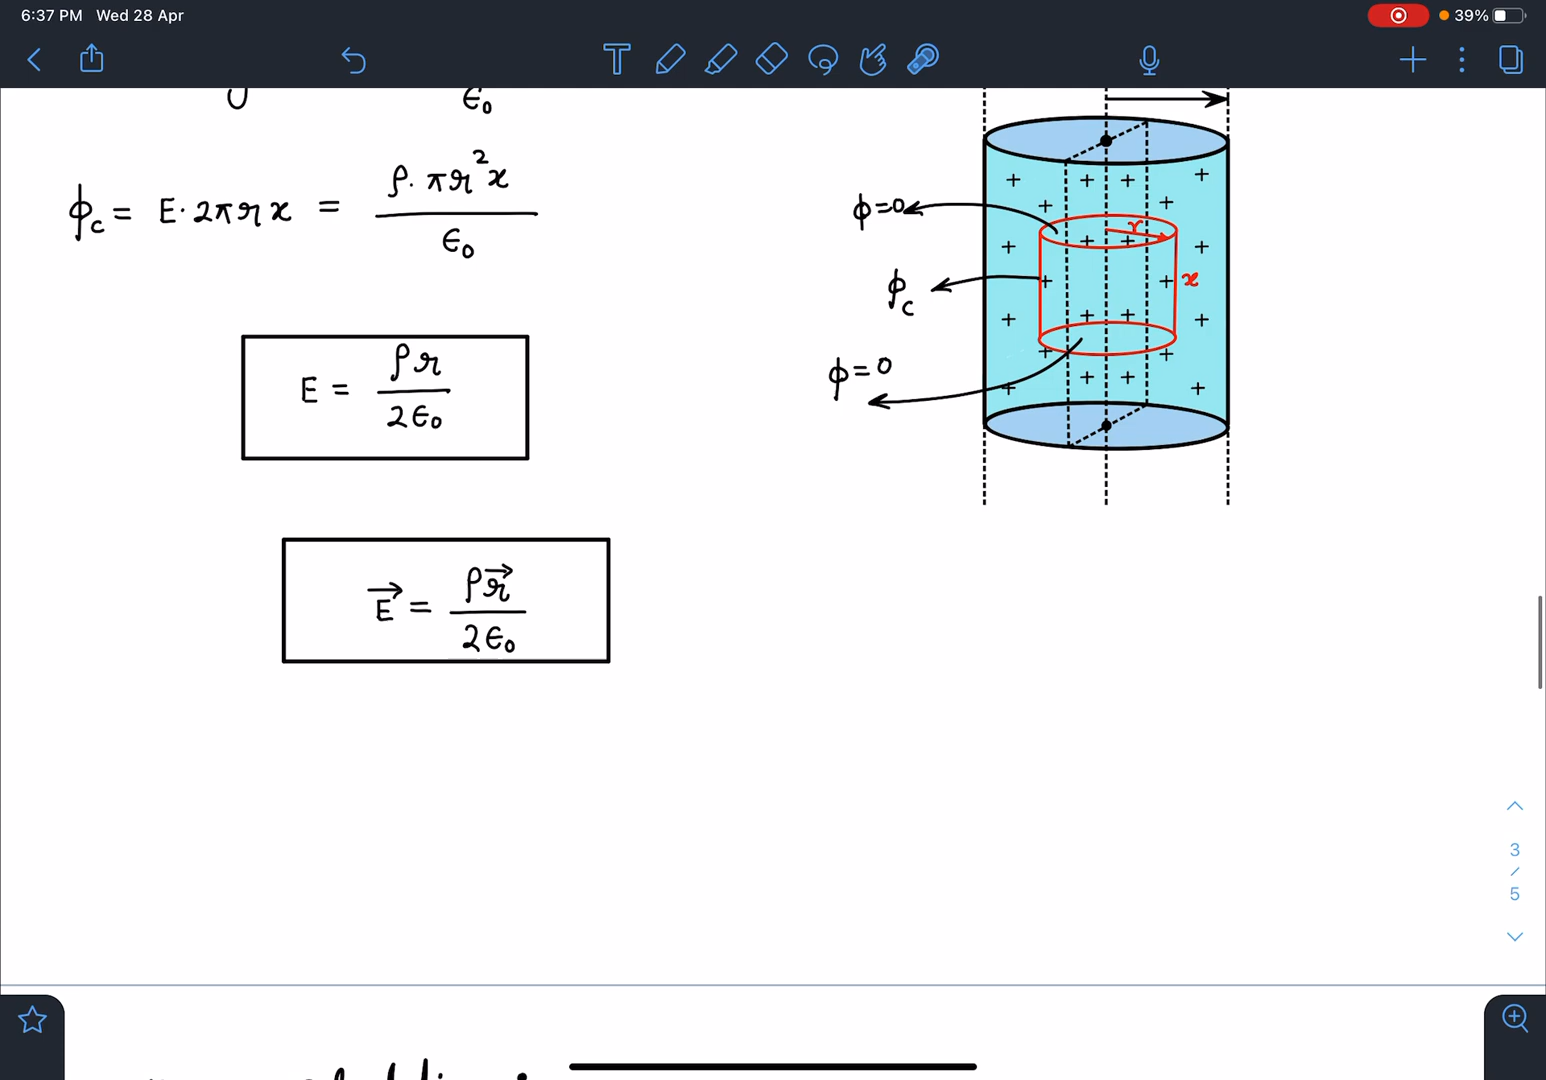 6:37 PM Wed 28 Apr
39%
ϵ₀
ϕc = E·2πrx = ρ·πr²x / ϵ₀
E = ρr / 2ϵ₀
E⃗ = ρr⃗ / 2ϵ₀
ϕ=0
r
ϕc
x
ϕ=0
3
/
5